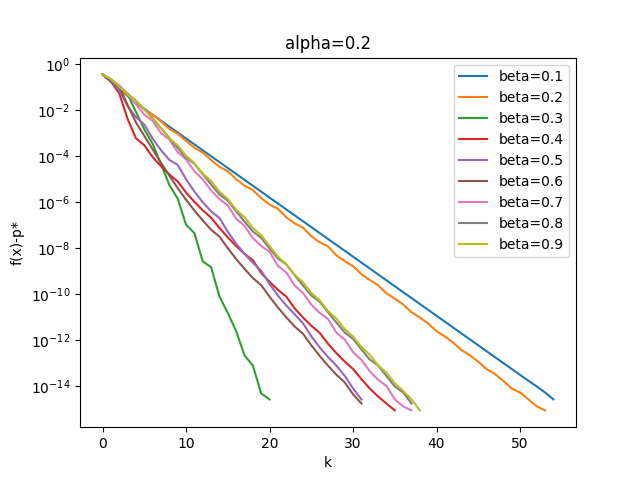 alpha=0.2
10⁰
10⁻²
10⁻⁴
10⁻⁶
10⁻⁸
10⁻¹⁰
10⁻¹²
10⁻¹⁴
f(x)-p*
beta=0.1
beta=0.2
beta=0.3
beta=0.4
beta=0.5
beta=0.6
beta=0.7
beta=0.8
beta=0.9
0 10 20 30 40 50
k